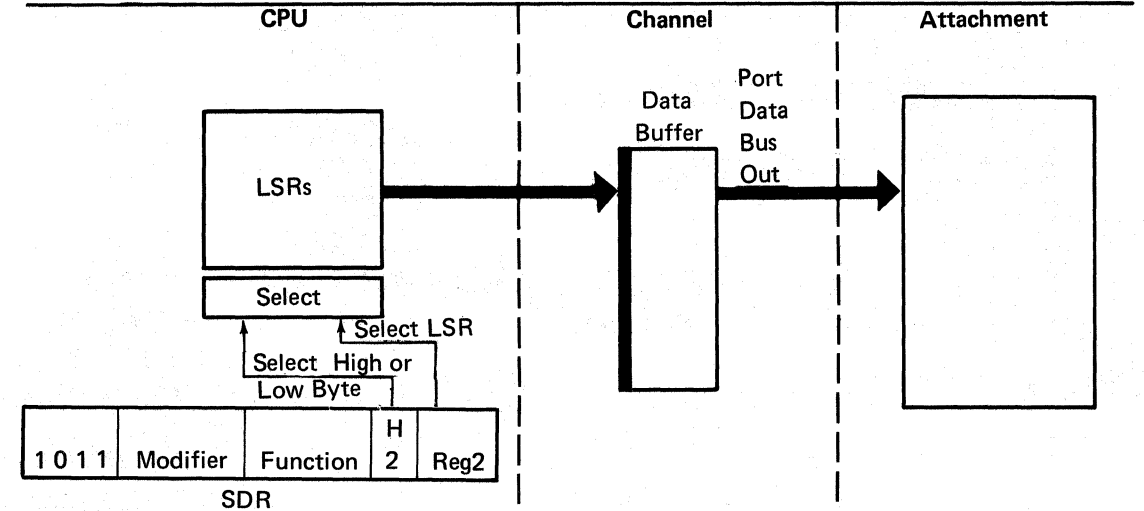 CPU
Channel
Attachment
Port
Data
Bus
Out
Data
Buffer
LSRs
Select
Select LSR
Select High or
Low Byte
1 0 1 1
Modifier
Function
H
2
Reg2
SDR